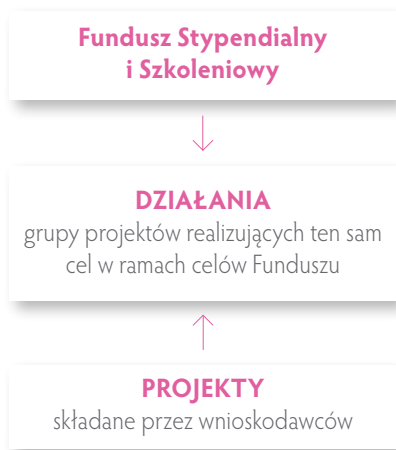 Fundusz Stypendialny
i Szkoleniowy
DZIAŁANIA
grupy projektów realizujących ten sam
cel w ramach celów Funduszu
PROJEKTY
składane przez wnioskodawców